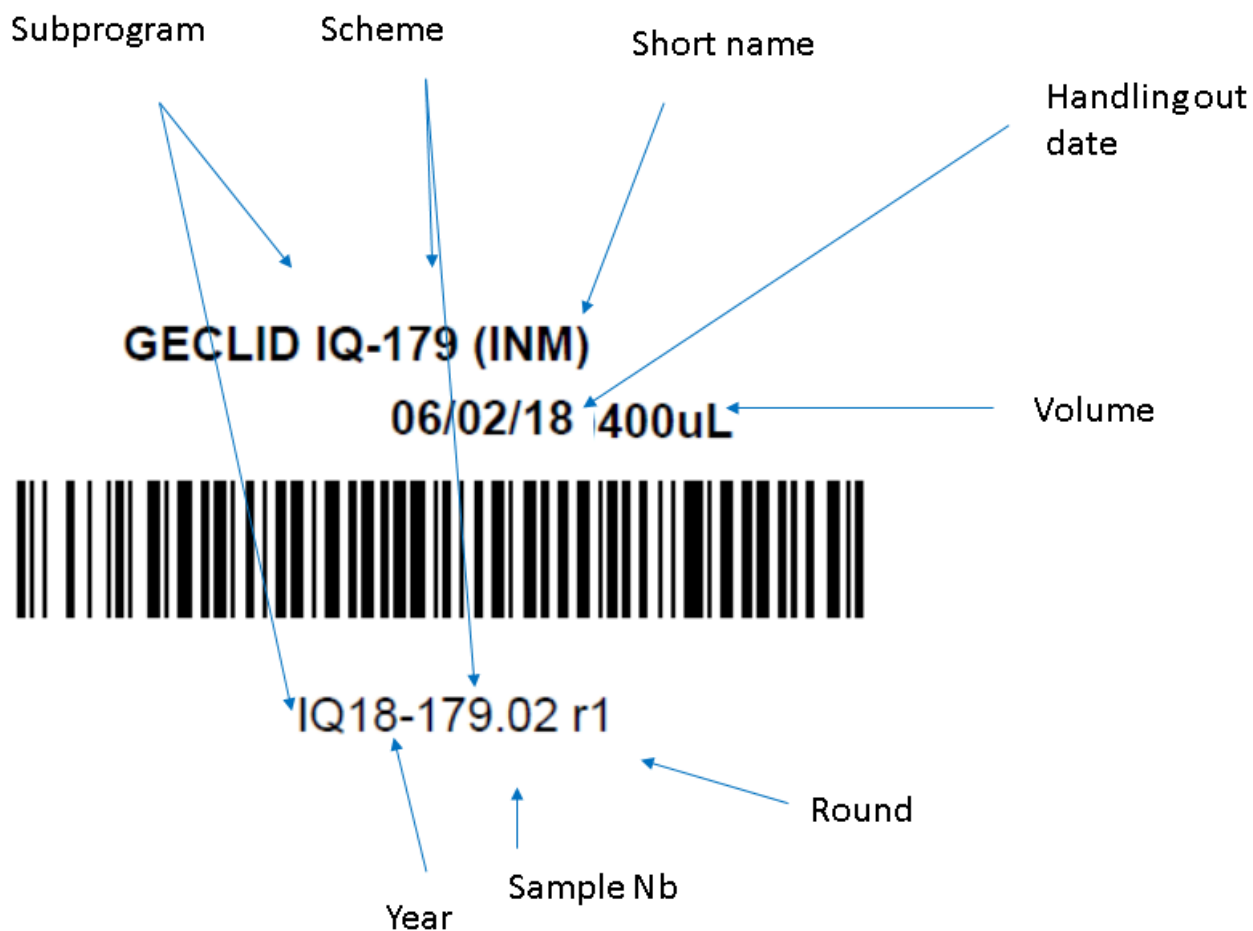 Subprogram
Scheme
Short name
Handling out
date
GECLID IQ-179 (INM)
06/02/18 400uL
Volume
IQ18-179.02 r1
Round
Sample Nb
Year